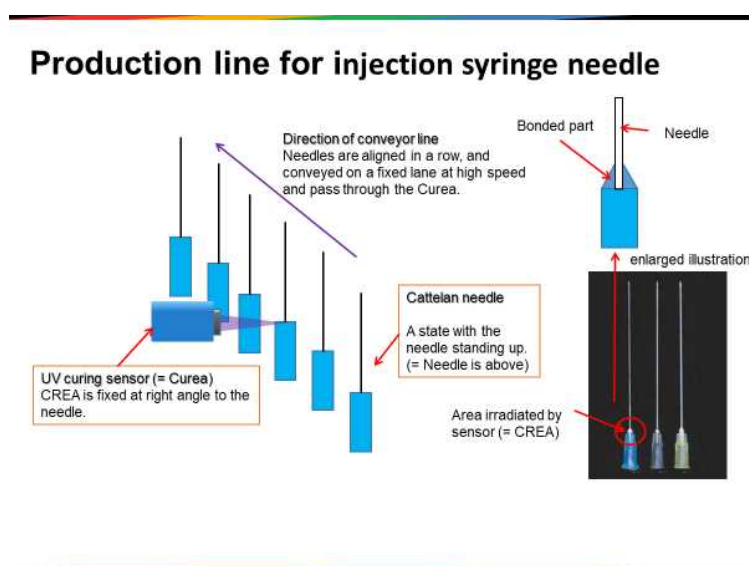 Production line for injection syringe needle
Direction of conveyor line
Needles are aligned in a row, and
conveyed on a fixed lane at high speed
and pass through the Curea.
Bonded part
Needle
enlarged illustration
Cattelan needle
A state with the
needle standing up.
(= Needle is above)
UV curing sensor (= Curea)
CREA is fixed at right angle to the
needle.
Area irradiated by
sensor (= CREA)